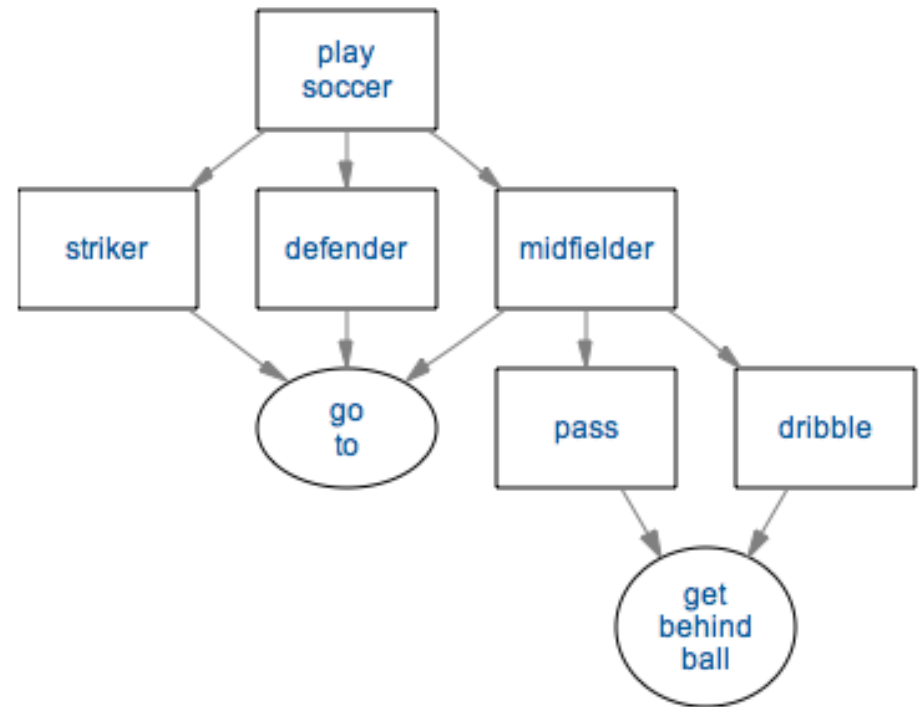 play
soccer
striker
defender
midfielder
go
to
pass
dribble
get
behind
ball